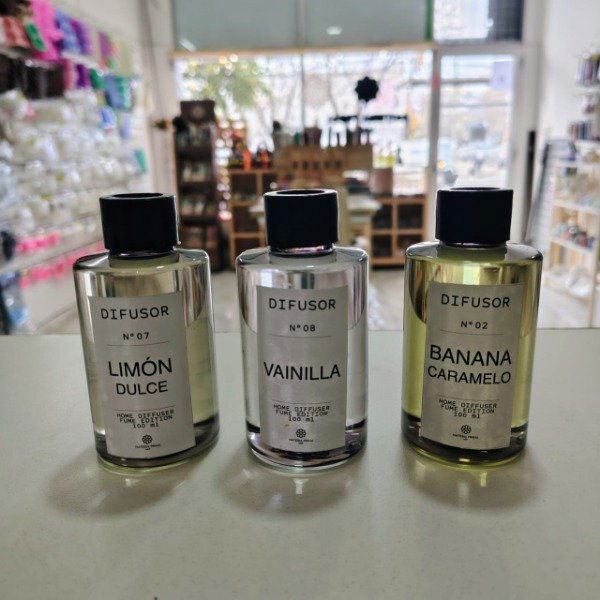 DIFUSOR
Nº 07
LIMÓN
DULCE
HOME DIFFUSER
FUME EDITION
100 ml
DIFUSOR
Nº 08
VAINILLA
HOME DIFFUSER
FUME EDITION
100 ml
DIFUSOR
Nº 02
BANANA
CARAMELO
HOME DIFFUSER
FUME EDITION
100 ml